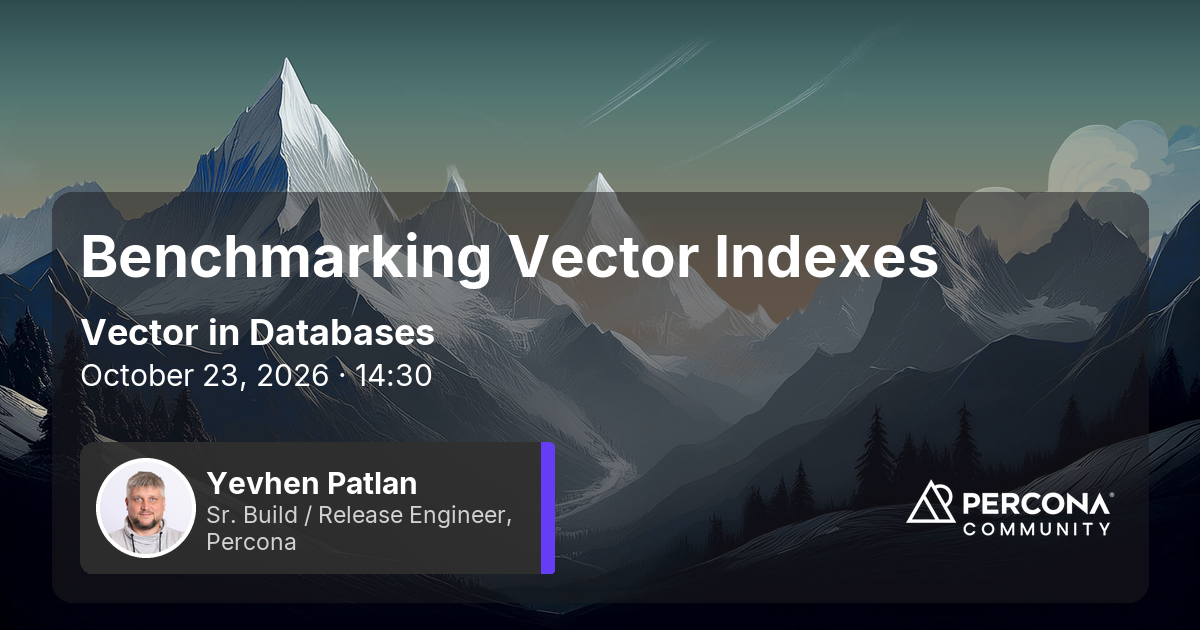 Benchmarking Vector Indexes
Vector in Databases
October 23, 2026 · 14:30
Yevhen Patlan
Sr. Build / Release Engineer,
Percona
PERCONA®
COMMUNITY